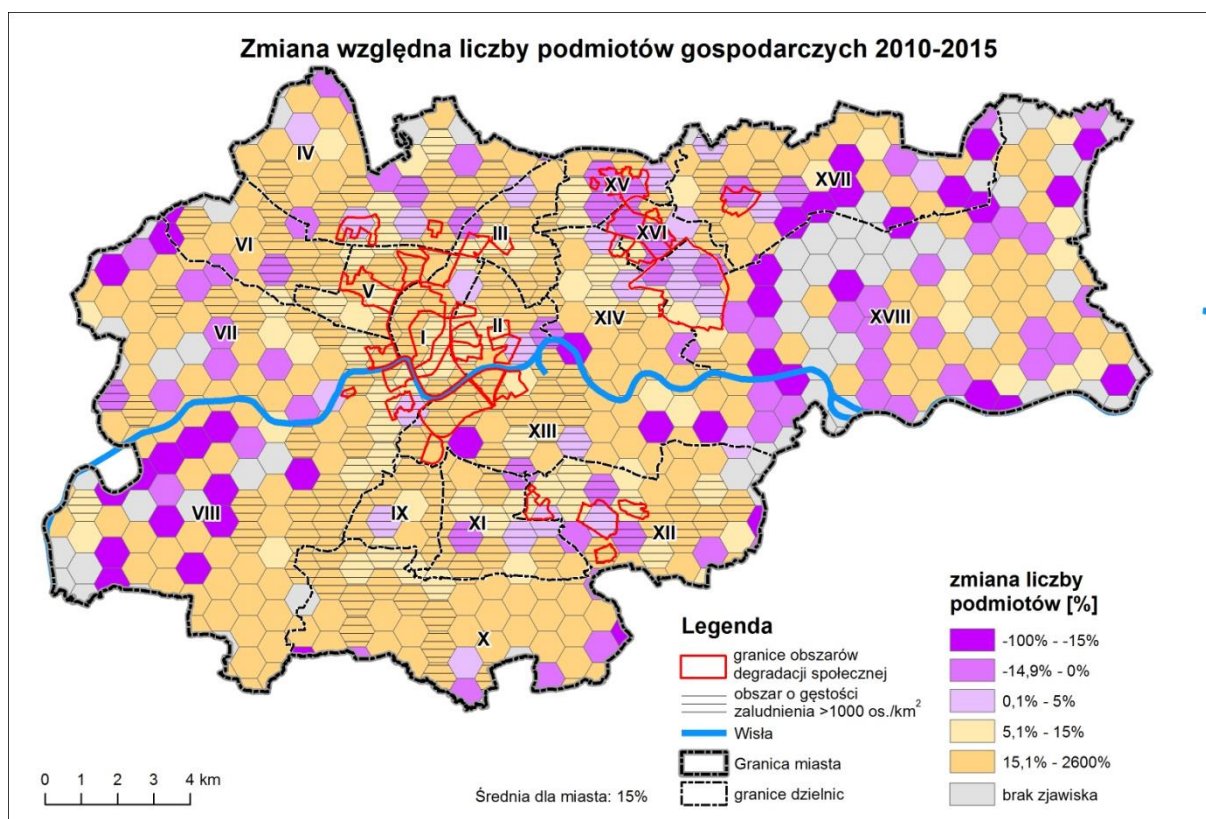 Zmiana względna liczby podmiotów gospodarczych 2010-2015
IV
XV
XVII
VI
III
XVI
V
VII
I
II
XIV
XVIII
XIII
VIII
IX
XI
XII
X
Legenda
granice obszarów
degradacji społecznej
obszar o gęstości
zaludnienia >1000 os./km²
Wisła
Granica miasta
granice dzielnic
zmiana liczby
podmiotów [%]
-100% - -15%
-14,9% - 0%
0,1% - 5%
5,1% - 15%
15,1% - 2600%
brak zjawiska
0 1 2 3 4 km
Średnia dla miasta: 15%